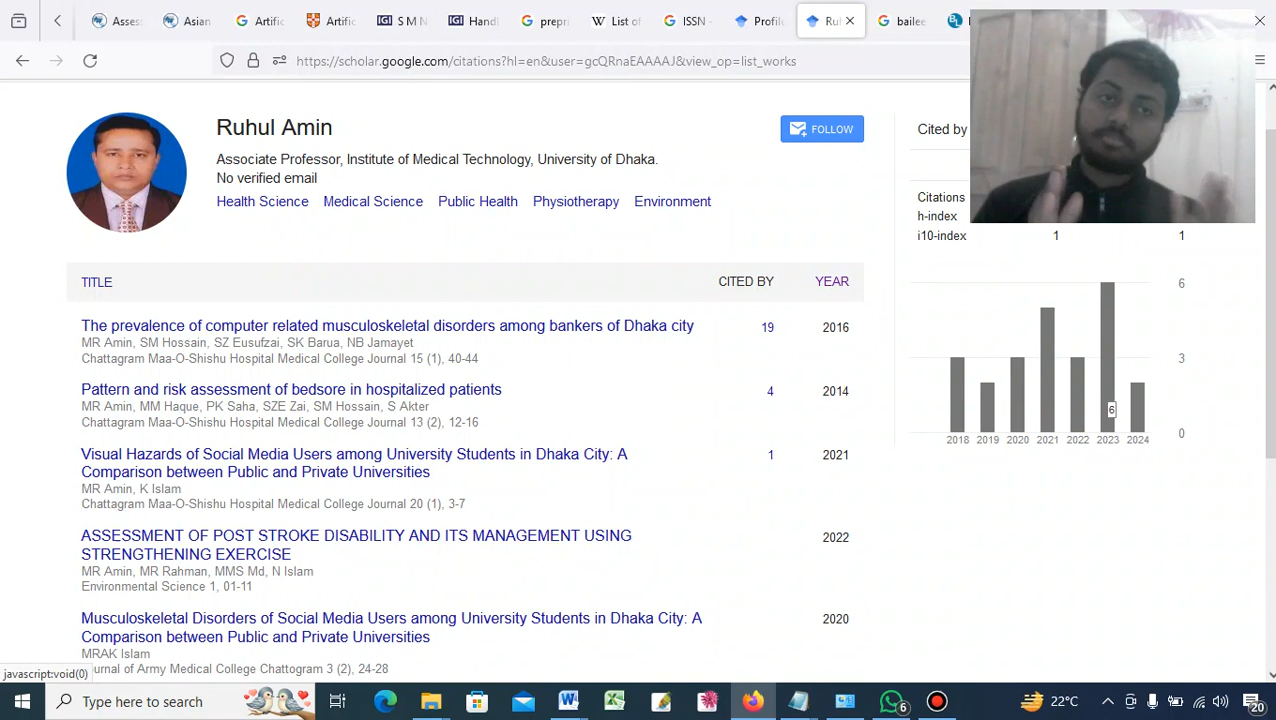 Assess
Asian
Artific
Artific
S M N
Handl
prepri
List of
ISSN -
Profile
Ruh
bailee
https://scholar.google.com/citations?hl=en&user=gcQRnaEAAAAJ&view_op=list_works
Ruhul Amin
FOLLOW
Associate Professor, Institute of Medical Technology, University of Dhaka.
No verified email
Health Science Medical Science Public Health Physiotherapy Environment
TITLE CITED BY YEAR
The prevalence of computer related musculoskeletal disorders among bankers of Dhaka city 19 2016
MR Amin, SM Hossain, SZ Eusufzai, SK Barua, NB Jamayet
Chattagram Maa-O-Shishu Hospital Medical College Journal 15 (1), 40-44
Pattern and risk assessment of bedsore in hospitalized patients 4 2014
MR Amin, MM Haque, PK Saha, SZE Zai, SM Hossain, S Akter
Chattagram Maa-O-Shishu Hospital Medical College Journal 13 (2), 12-16
Visual Hazards of Social Media Users among University Students in Dhaka City: A 1 2021
Comparison between Public and Private Universities
MR Amin, K Islam
Chattagram Maa-O-Shishu Hospital Medical College Journal 20 (1), 3-7
ASSESSMENT OF POST STROKE DISABILITY AND ITS MANAGEMENT USING 2022
STRENGTHENING EXERCISE
MR Amin, MR Rahman, MMS Md, N Islam
Environmental Science 1, 01-11
Musculoskeletal Disorders of Social Media Users among University Students in Dhaka City: A 2020
Comparison between Public and Private Universities
MRAK Islam
ournal of Army Medical College Chattogram 3 (2), 24-28
Cited by
Citations
h-index
i10-index 1 1
6
3
0
6
2018 2019 2020 2021 2022 2023 2024
javascript:void(0)
Type here to search
6
22°C
20